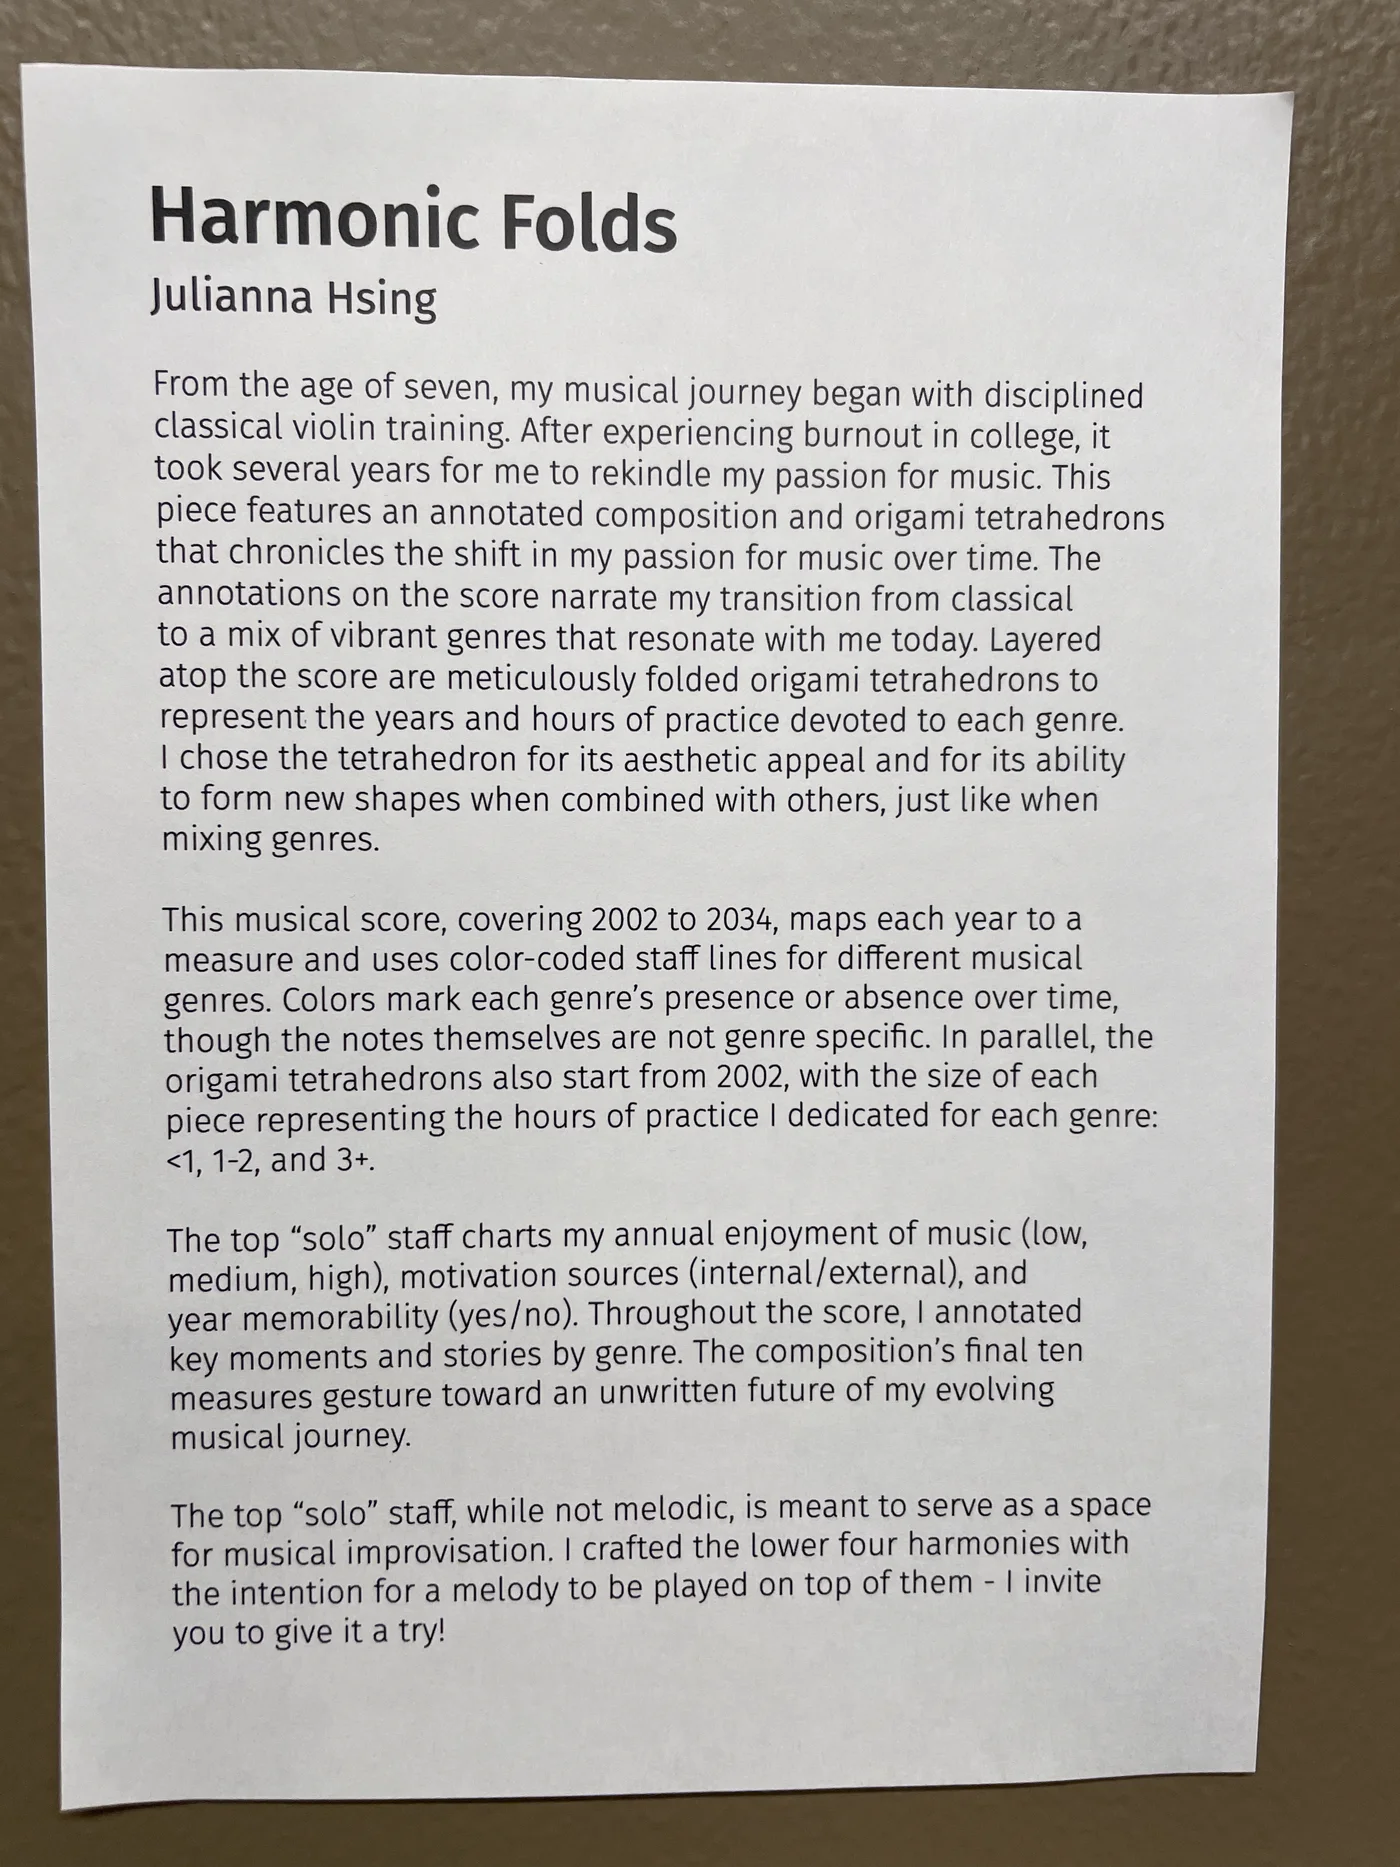 Harmonic Folds
Julianna Hsing
From the age of seven, my musical journey began with disciplined
classical violin training. After experiencing burnout in college, it
took several years for me to rekindle my passion for music. This
piece features an annotated composition and origami tetrahedrons
that chronicles the shift in my passion for music over time. The
annotations on the score narrate my transition from classical
to a mix of vibrant genres that resonate with me today. Layered
atop the score are meticulously folded origami tetrahedrons to
represent the years and hours of practice devoted to each genre.
I chose the tetrahedron for its aesthetic appeal and for its ability
to form new shapes when combined with others, just like when
mixing genres.
This musical score, covering 2002 to 2034, maps each year to a
measure and uses color-coded staff lines for different musical
genres. Colors mark each genre’s presence or absence over time,
though the notes themselves are not genre specific. In parallel, the
origami tetrahedrons also start from 2002, with the size of each
piece representing the hours of practice I dedicated for each genre:
<1, 1-2, and 3+.
The top “solo” staff charts my annual enjoyment of music (low,
medium, high), motivation sources (internal/external), and
year memorability (yes/no). Throughout the score, I annotated
key moments and stories by genre. The composition’s final ten
measures gesture toward an unwritten future of my evolving
musical journey.
The top “solo” staff, while not melodic, is meant to serve as a space
for musical improvisation. I crafted the lower four harmonies with
the intention for a melody to be played on top of them - I invite
you to give it a try!